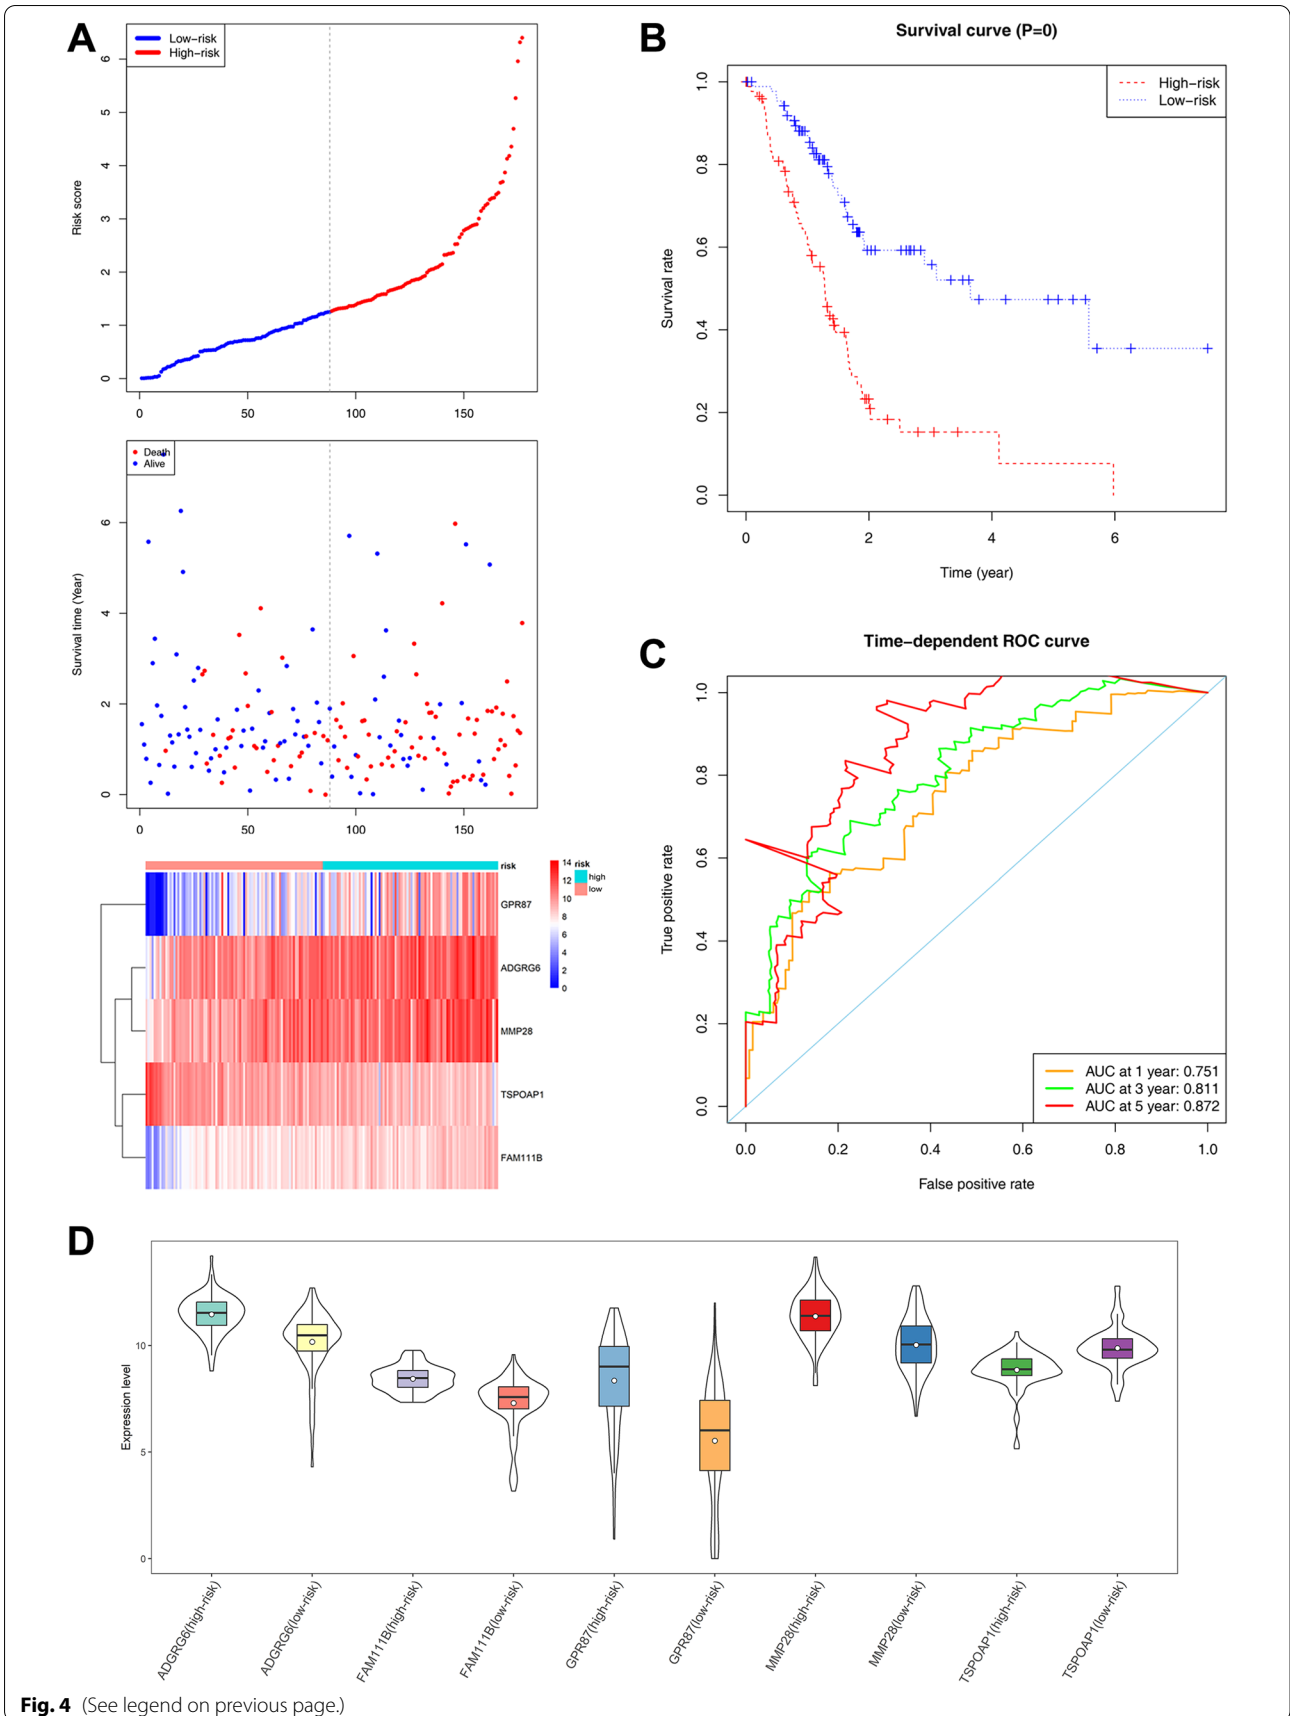 A
Low-risk
High-risk
Risk score
0
1
2
3
4
5
6
0
50
100
150
Death
Alive
Survival time (Year)
0
2
4
6
0
50
100
150
risk
GPR87
ADGRG6
MMP28
TSPOAP1
FAM111B
14
12
10
8
6
4
2
0
risk
high
low
B
Survival curve (P=0)
High-risk
Low-risk
Survival rate
0.0
0.2
0.4
0.6
0.8
1.0
0
2
4
6
Time (year)
C
Time-dependent ROC curve
True positive rate
0.0
0.2
0.4
0.6
0.8
1.0
AUC at 1 year: 0.751
AUC at 3 year: 0.811
AUC at 5 year: 0.872
0.0
0.2
0.4
0.6
0.8
1.0
False positive rate
D
Expression level
10
5
0
ADGRG6(high-risk)
ADGRG6(low-risk)
FAM111B(high-risk)
FAM111B(low-risk)
GPR87(high-risk)
GPR87(low-risk)
MMP28(high-risk)
MMP28(low-risk)
TSPOAP1(high-risk)
TSPOAP1(low-risk)
Fig. 4 (See legend on previous page.)